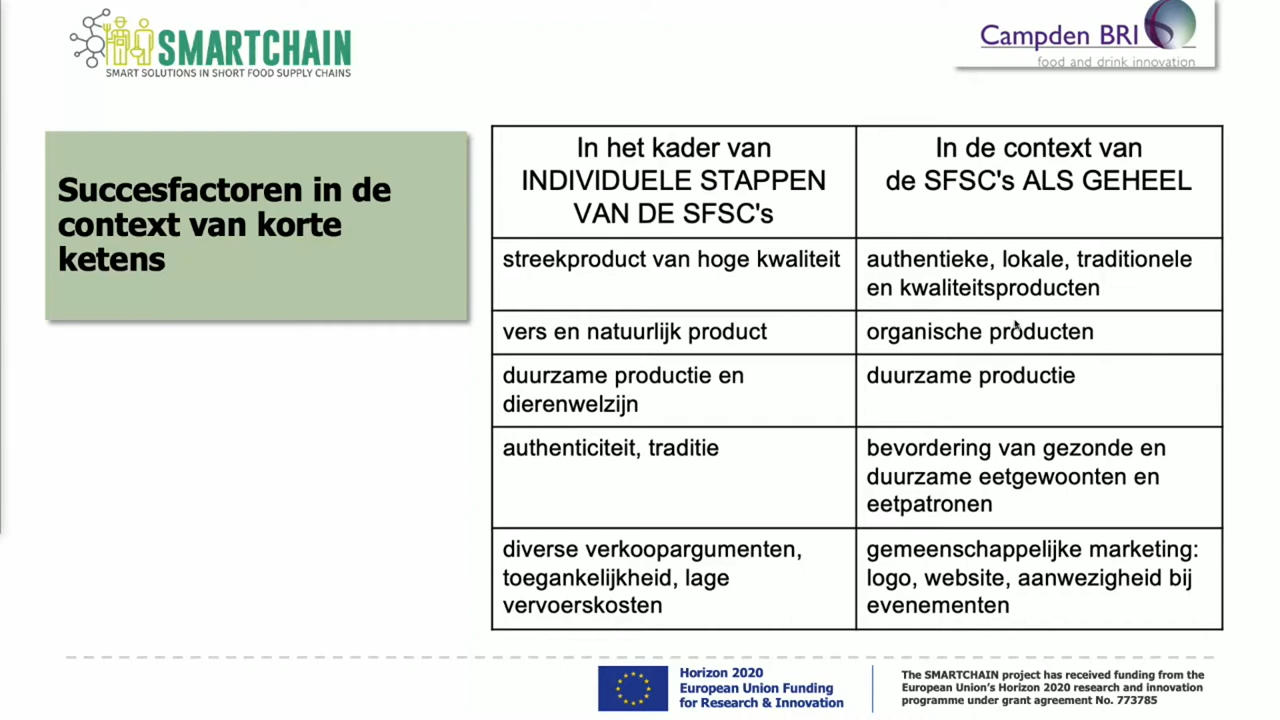 SMARTCHAIN
SMART SOLUTIONS IN SHORT FOOD SUPPLY CHAINS
Campden BRI
food and drink innovation
Succesfactoren in de
context van korte
ketens
In het kader van
INDIVIDUELE STAPPEN
VAN DE SFSC's
In de context van
de SFSC's ALS GEHEEL
streekproduct van hoge kwaliteit
authentieke, lokale, traditionele
en kwaliteitsproducten
vers en natuurlijk product
organische producten
duurzame productie en
dierenwelzijn
duurzame productie
authenticiteit, traditie
bevordering van gezonde en
duurzame eetgewoonten en
eetpatronen
diverse verkoopargumenten,
toegankelijkheid, lage
vervoerskosten
gemeenschappelijke marketing:
logo, website, aanwezigheid bij
evenementen
Horizon 2020
European Union Funding
for Research & Innovation
The SMARTCHAIN project has received funding from the
European Union's Horizon 2020 research and innovation
programme under grant agreement No. 773785